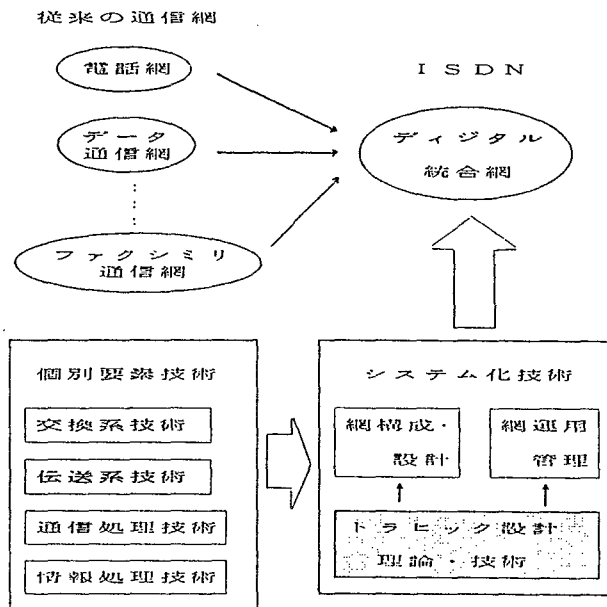 従来の通信網
電話網
ISDN
データ
通信網
ディジタル
統合網
ファクシミリ
通信網
個別要素技術
交換系技術
伝送系技術
通信処理技術
情報処理技術
システム化技術
網構成・
設計
網運用
管理
トラヒック設計
理論・技術